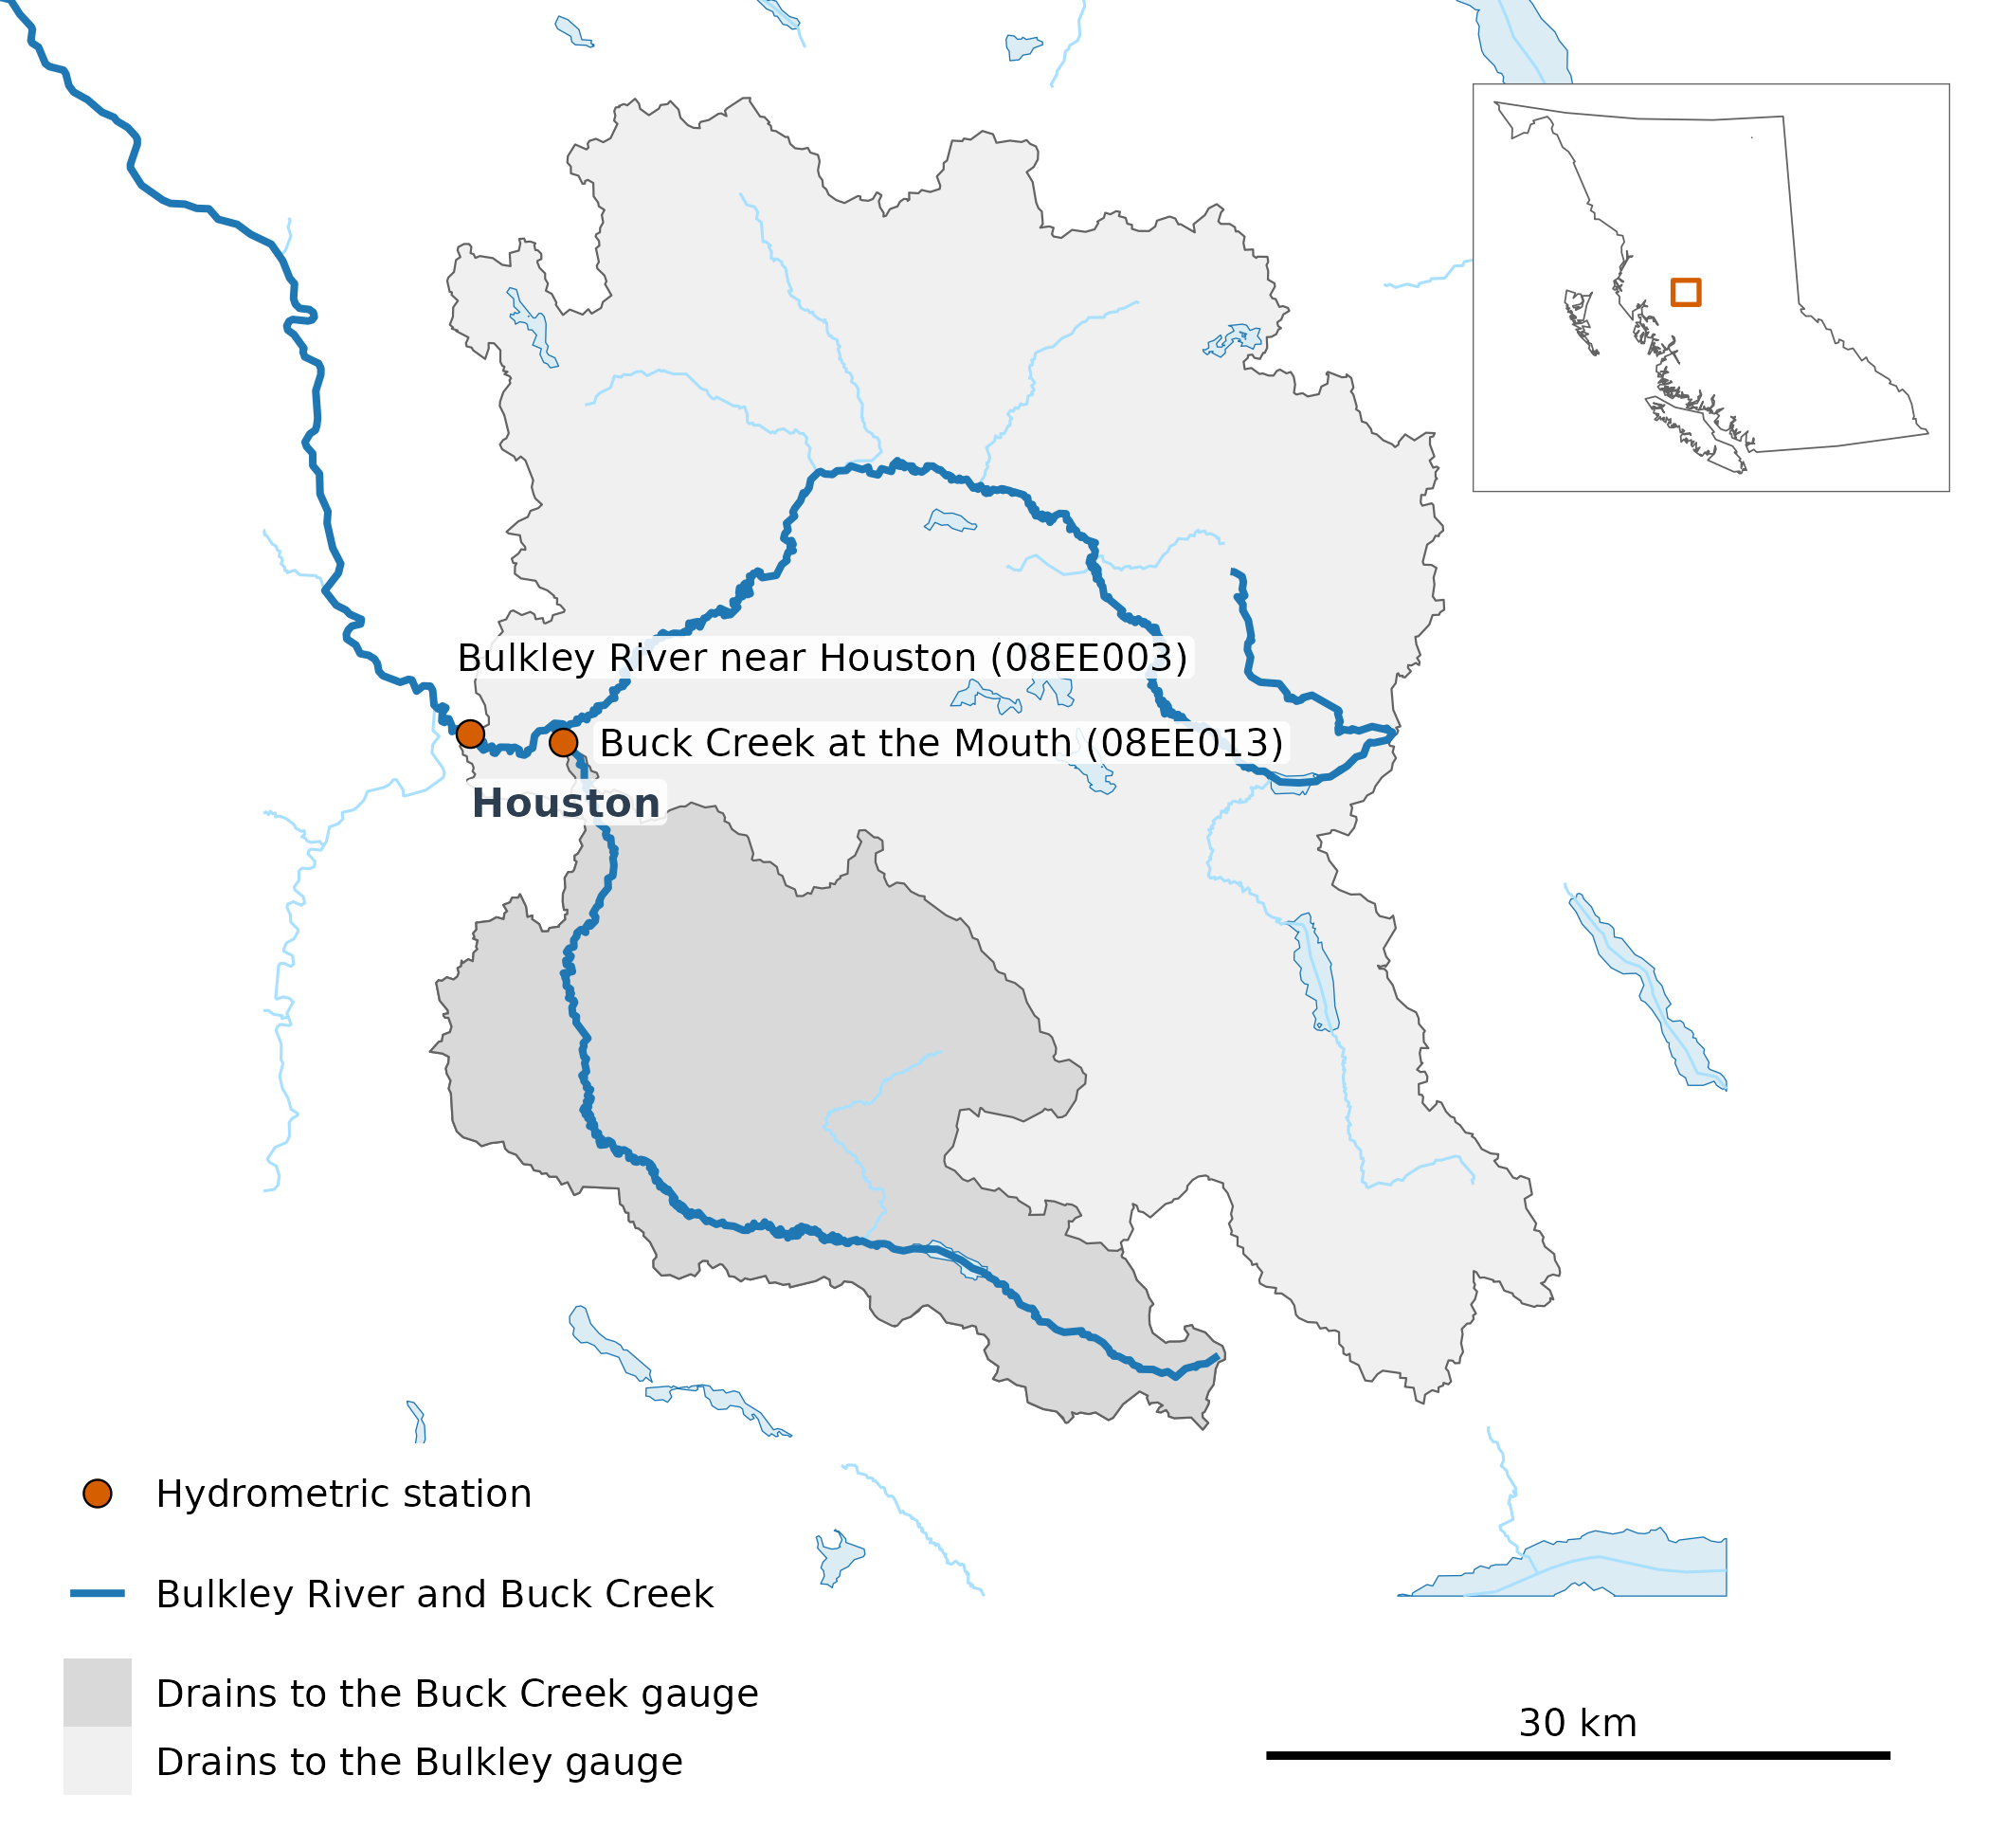 Bulkley River near Houston (08EE003)
Buck Creek at the Mouth (08EE013)
Houston
Hydrometric station
Bulkley River and Buck Creek
Drains to the Buck Creek gauge
Drains to the Bulkley gauge
30 km